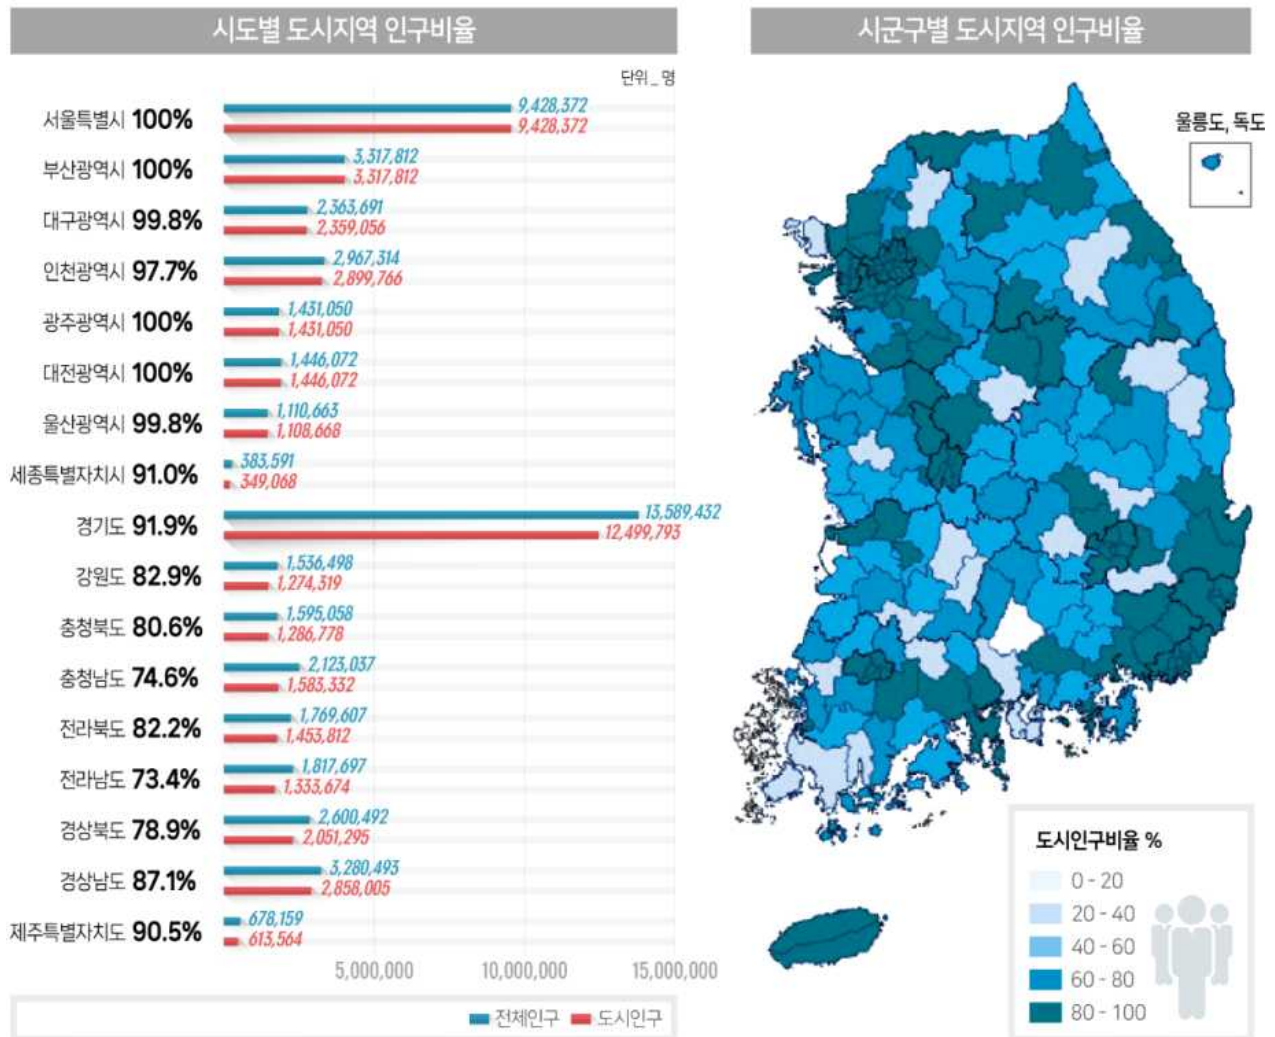 시도별 도시지역 인구비율
단위 _ 명
서울특별시 100%
9,428,372
9,428,372
부산광역시 100%
3,317,812
3,317,812
대구광역시 99.8%
2,363,691
2,359,056
인천광역시 97.7%
2,967,314
2,899,766
광주광역시 100%
1,431,050
1,431,050
대전광역시 100%
1,446,072
1,446,072
울산광역시 99.8%
1,110,663
1,108,668
세종특별자치시 91.0%
383,591
349,068
경기도 91.9%
13,589,432
12,499,793
강원도 82.9%
1,536,498
1,274,319
충청북도 80.6%
1,595,058
1,286,778
충청남도 74.6%
2,123,037
1,583,332
전라북도 82.2%
1,769,607
1,453,812
전라남도 73.4%
1,817,697
1,333,674
경상북도 78.9%
2,600,492
2,051,295
경상남도 87.1%
3,280,493
2,858,005
제주특별자치도 90.5%
678,159
613,564
5,000,000 10,000,000 15,000,000
전체인구 도시인구
시군구별 도시지역 인구비율
울릉도, 독도
도시인구비율 %
0 - 20
20 - 40
40 - 60
60 - 80
80 - 100